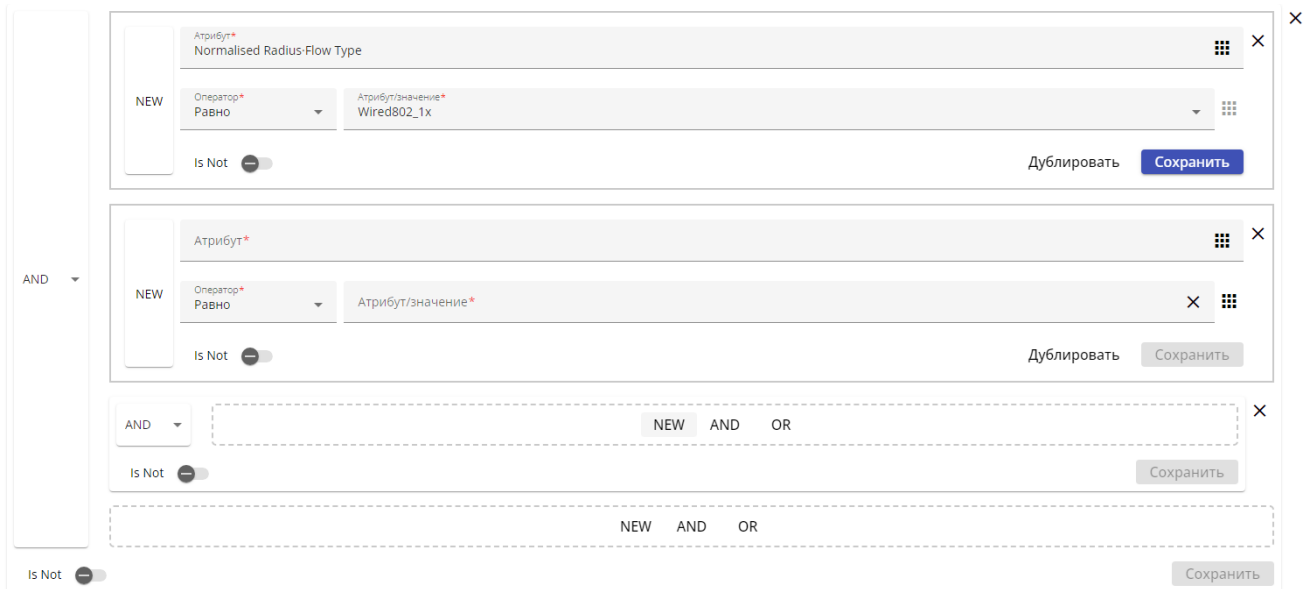 Атрибут*
Normalised Radius·Flow Type
NEW
Оператор*
Равно
Атрибут/значение*
Wired802_1x
Is Not
Дублировать
Сохранить
AND
Атрибут*
NEW
Оператор*
Равно
Атрибут/значение*
Is Not
Дублировать
Сохранить
AND
NEW AND OR
Is Not
Сохранить
NEW AND OR
Is Not
Сохранить